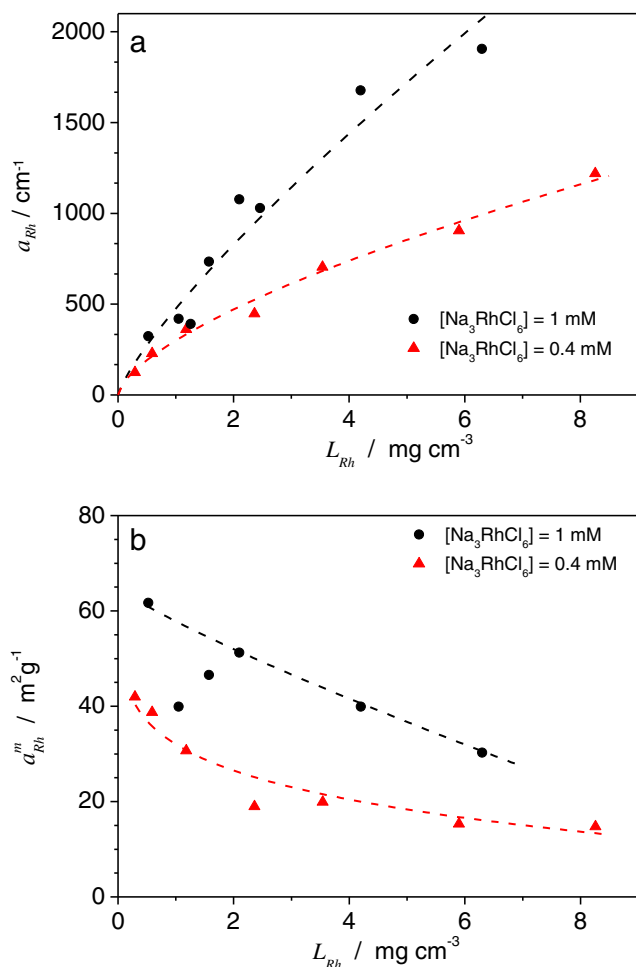 a
2000
1500
1000
500
0
a_Rh / cm⁻¹
[Na₃RhCl₆] = 1 mM
[Na₃RhCl₆] = 0.4 mM
0 2 4 6 8
L_Rh / mg cm⁻³
b
80
60
40
20
0
a^m_Rh / m²g⁻¹
[Na₃RhCl₆] = 1 mM
[Na₃RhCl₆] = 0.4 mM
0 2 4 6 8
L_Rh / mg cm⁻³